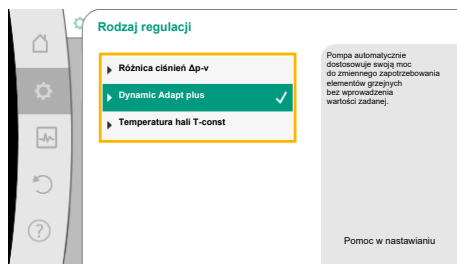 Rodzaj regulacji
Różnica ciśnień Δp-v
Dynamic Adapt plus
Temperatura hali T-const
Pompa automatycznie
dostosowuje swoją moc
do zmiennego zapotrzebowania
elementów grzejnych
bez wprowadzenia
wartości zadanej.
Pomoc w nastawianiu